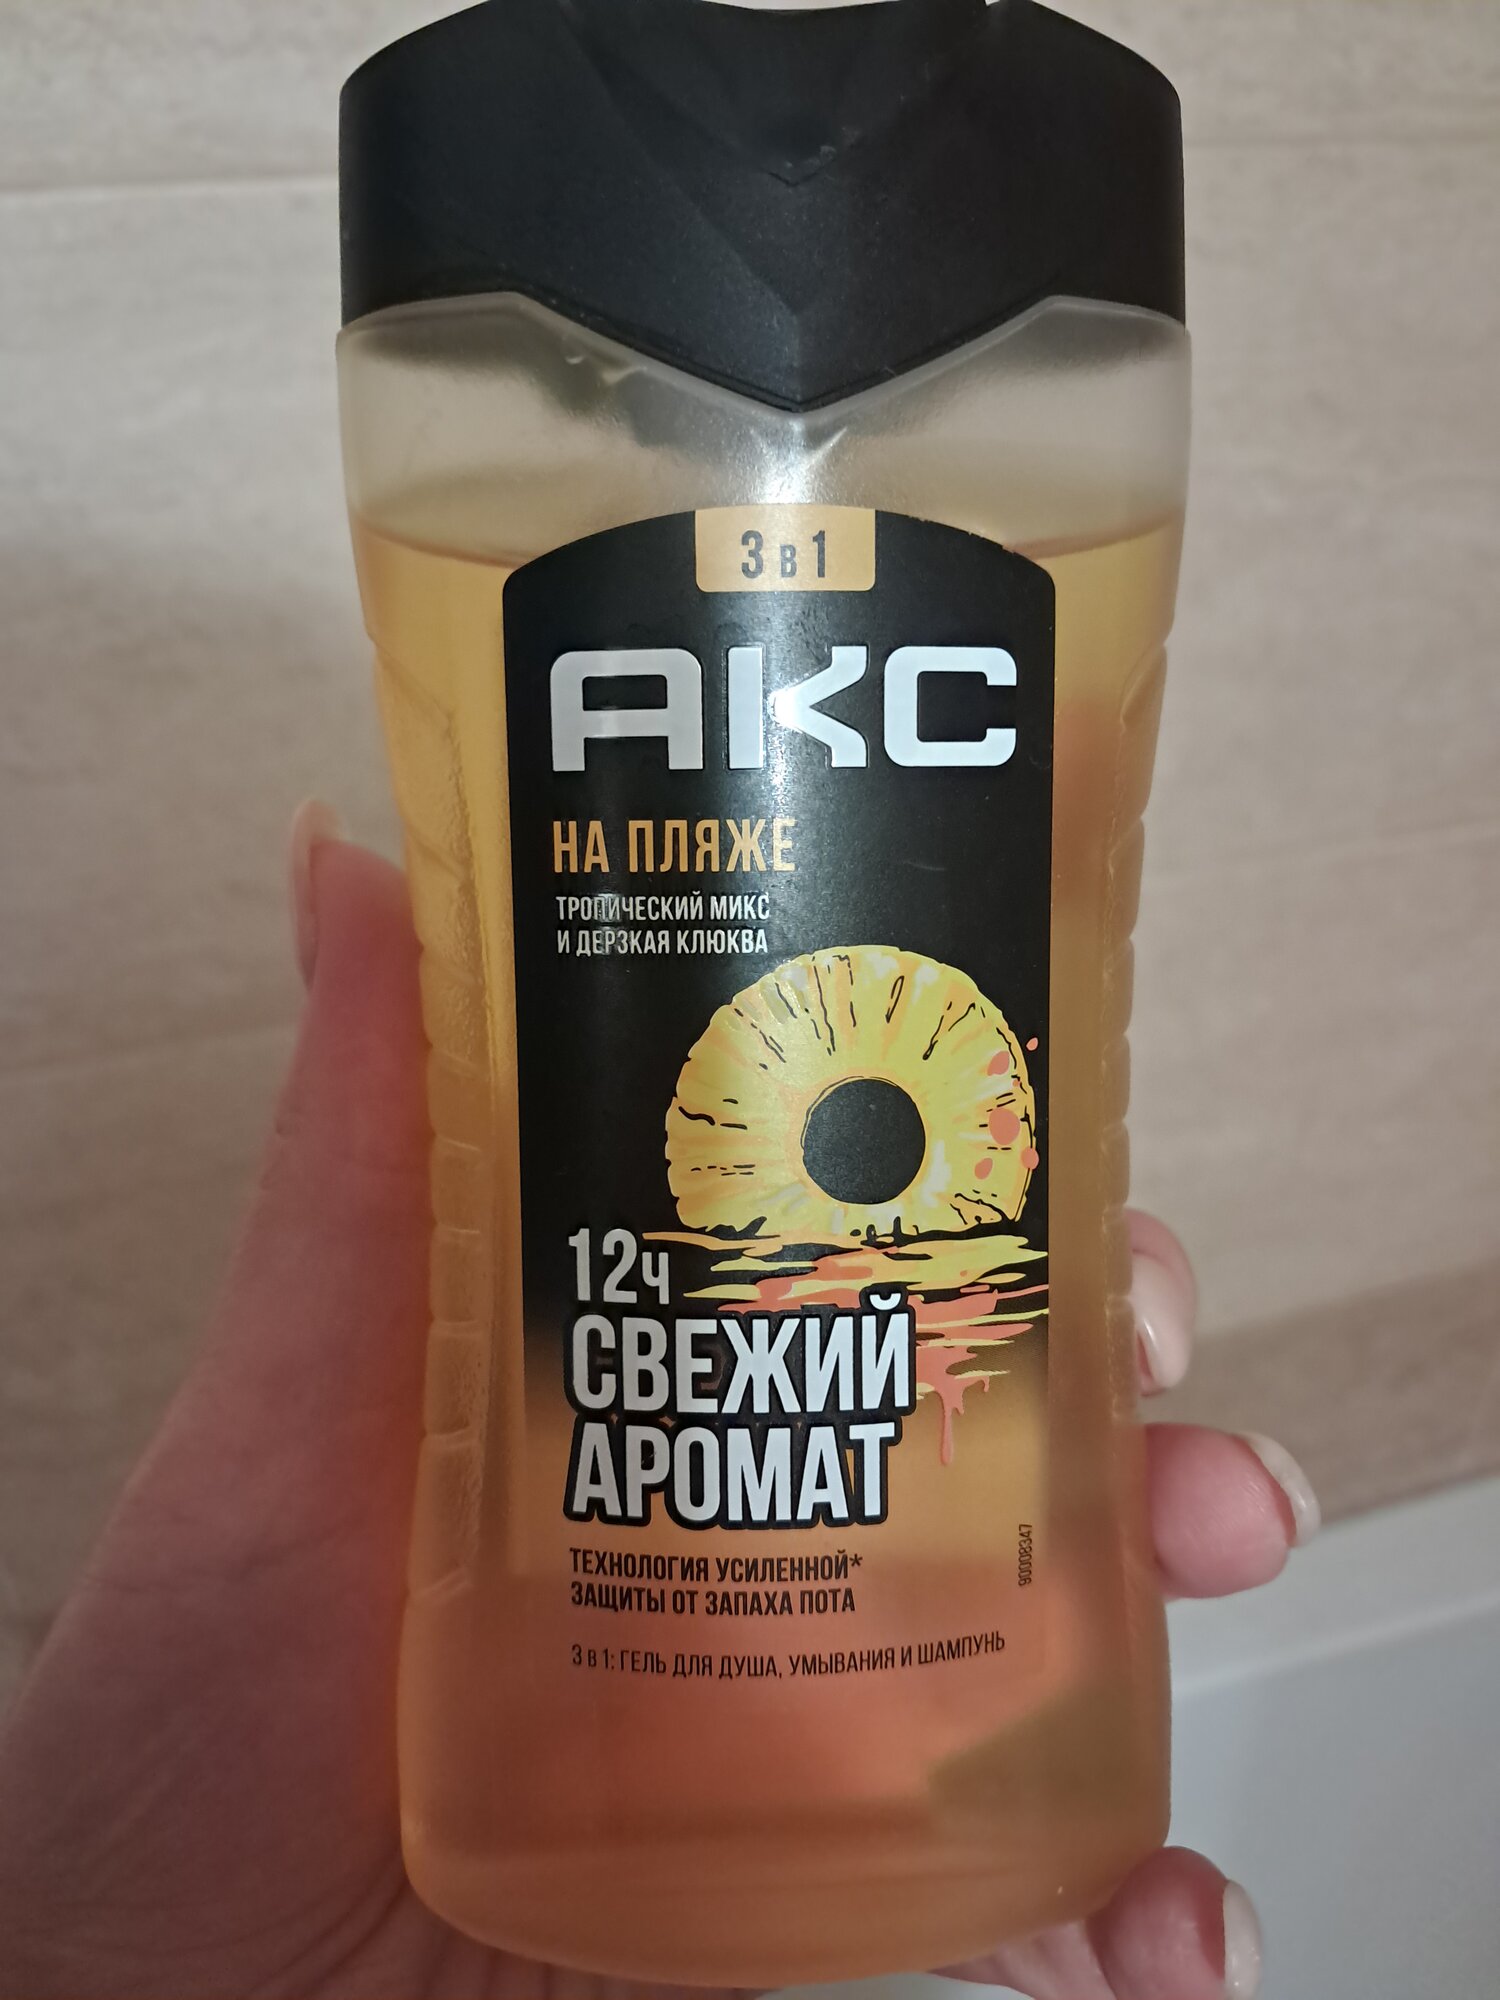 3 в 1
АКС
НА ПЛЯЖЕ
ТРОПИЧЕСКИЙ МИКС
И ДЕРЗКАЯ КЛЮКВА
12ч
СВЕЖИЙ
АРОМАТ
ТЕХНОЛОГИЯ УСИЛЕННОЙ*
ЗАЩИТЫ ОТ ЗАПАХА ПОТА
90008347
3 в 1: ГЕЛЬ ДЛЯ ДУША, УМЫВАНИЯ И ШАМПУНЬ